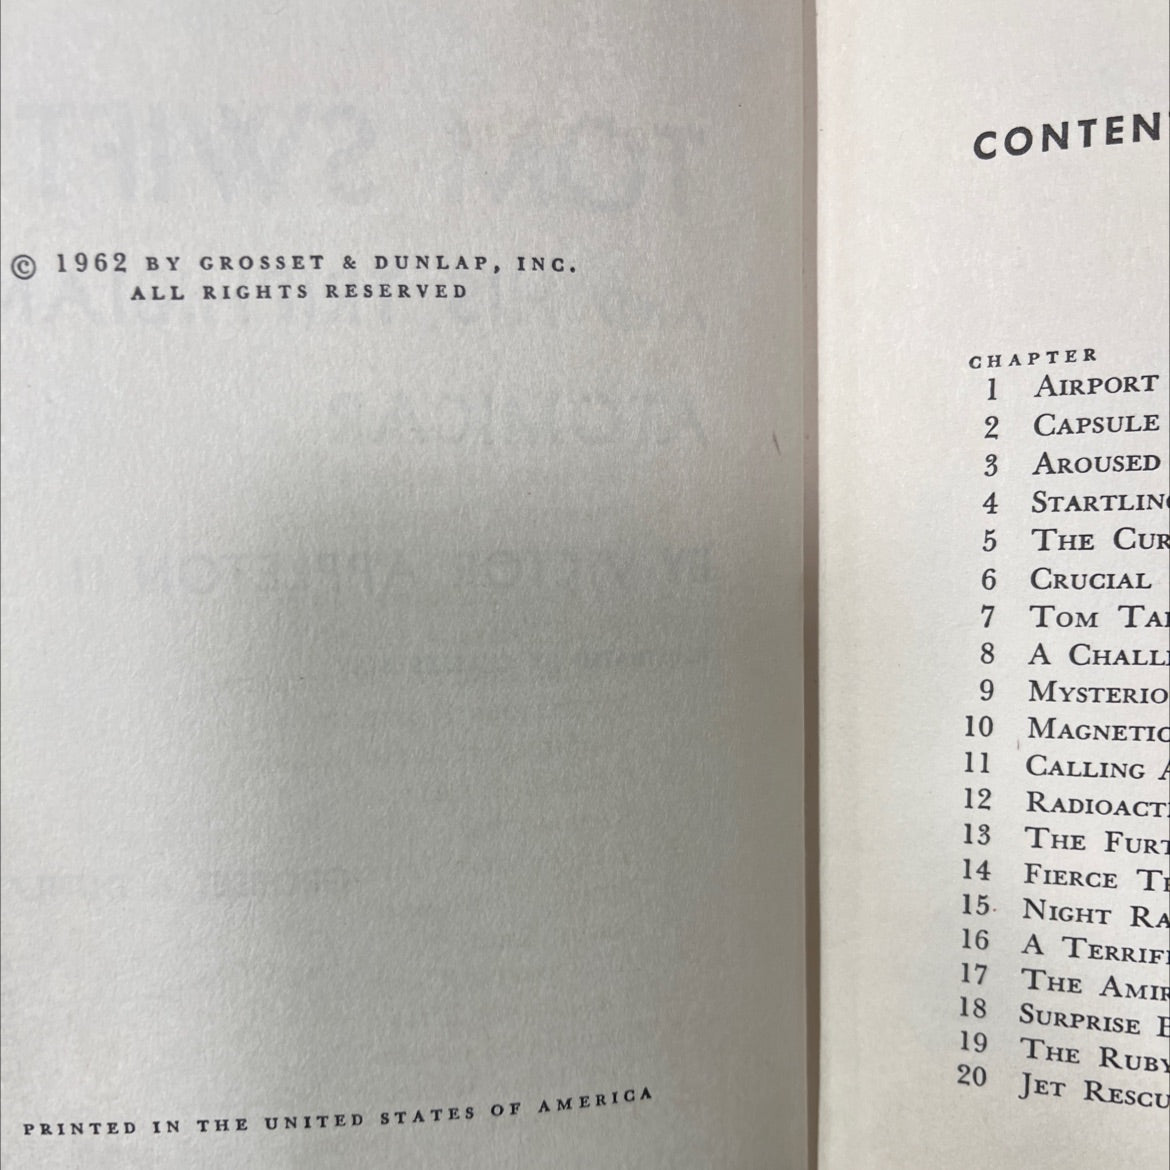 © 1962 BY GROSSET & DUNLAP, INC.
ALL RIGHTS RESERVED
PRINTED IN THE UNITED STATES OF AMERICA
CONTEN
CHAPTER
1 AIRPORT
2 CAPSULE
3 AROUSED
4 STARTLING
5 THE CUR
6 CRUCIAL
7 TOM TA
8 A CHALL
9 MYSTERIO
10 MAGNETIC
11 CALLING A
12 RADIOACT
13 THE FURT
14 FIERCE T
15 NIGHT RA
16 A TERRIF
17 THE AMIR
18 SURPRISE
19 THE RUBY
20 JET RESCU